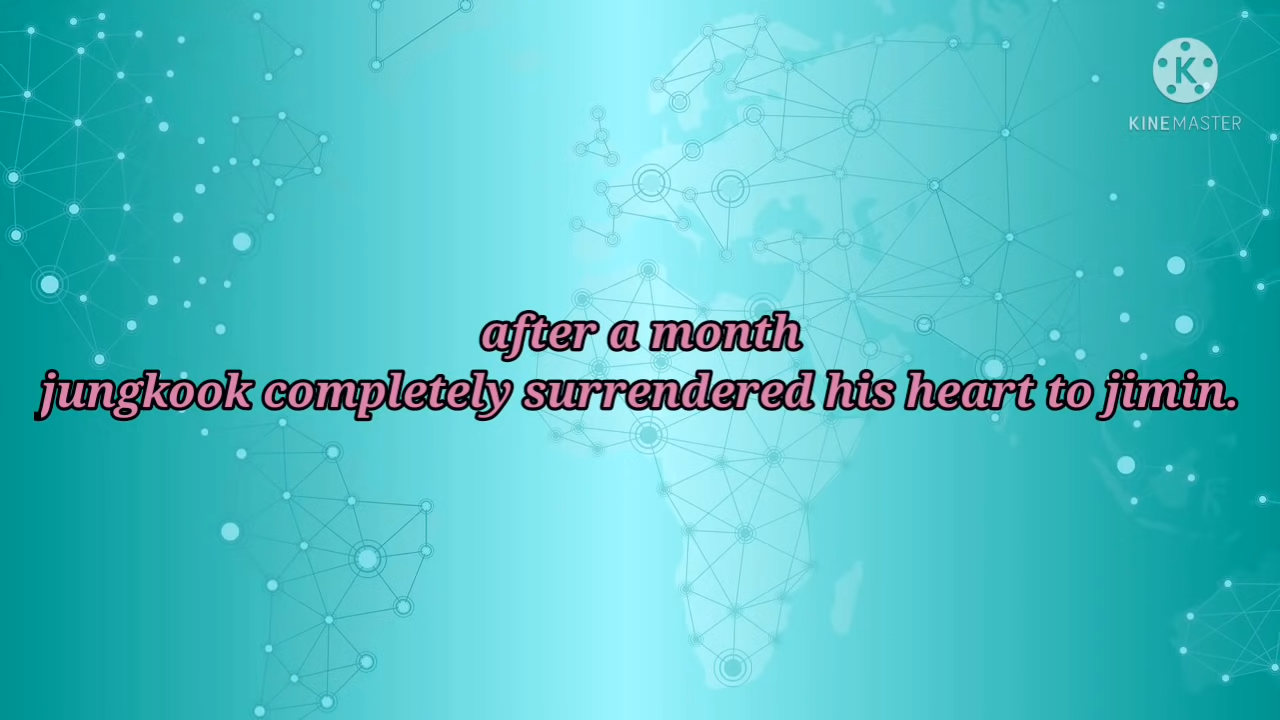 KINEMASTER
after a month
jungkook completely surrendered his heart to jimin.